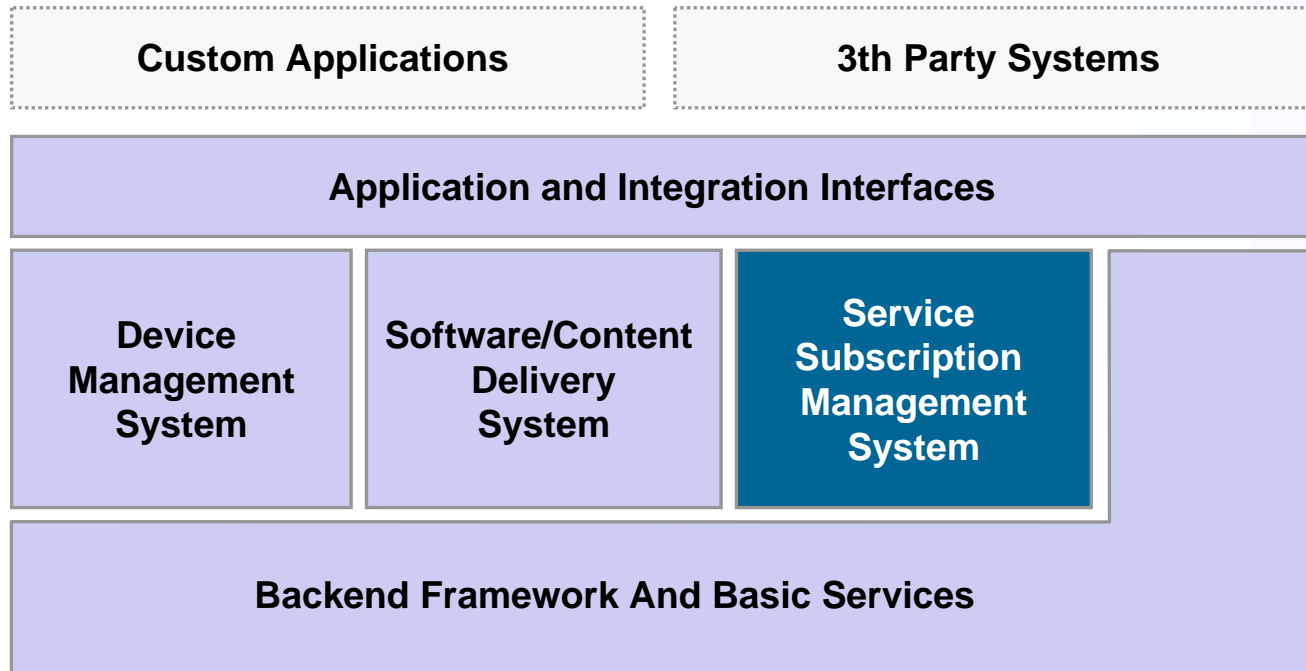 Custom Applications
3th Party Systems
Application and Integration Interfaces
Device
Management
System
Software/Content
Delivery
System
Service
Subscription
Management
System
Backend Framework And Basic Services